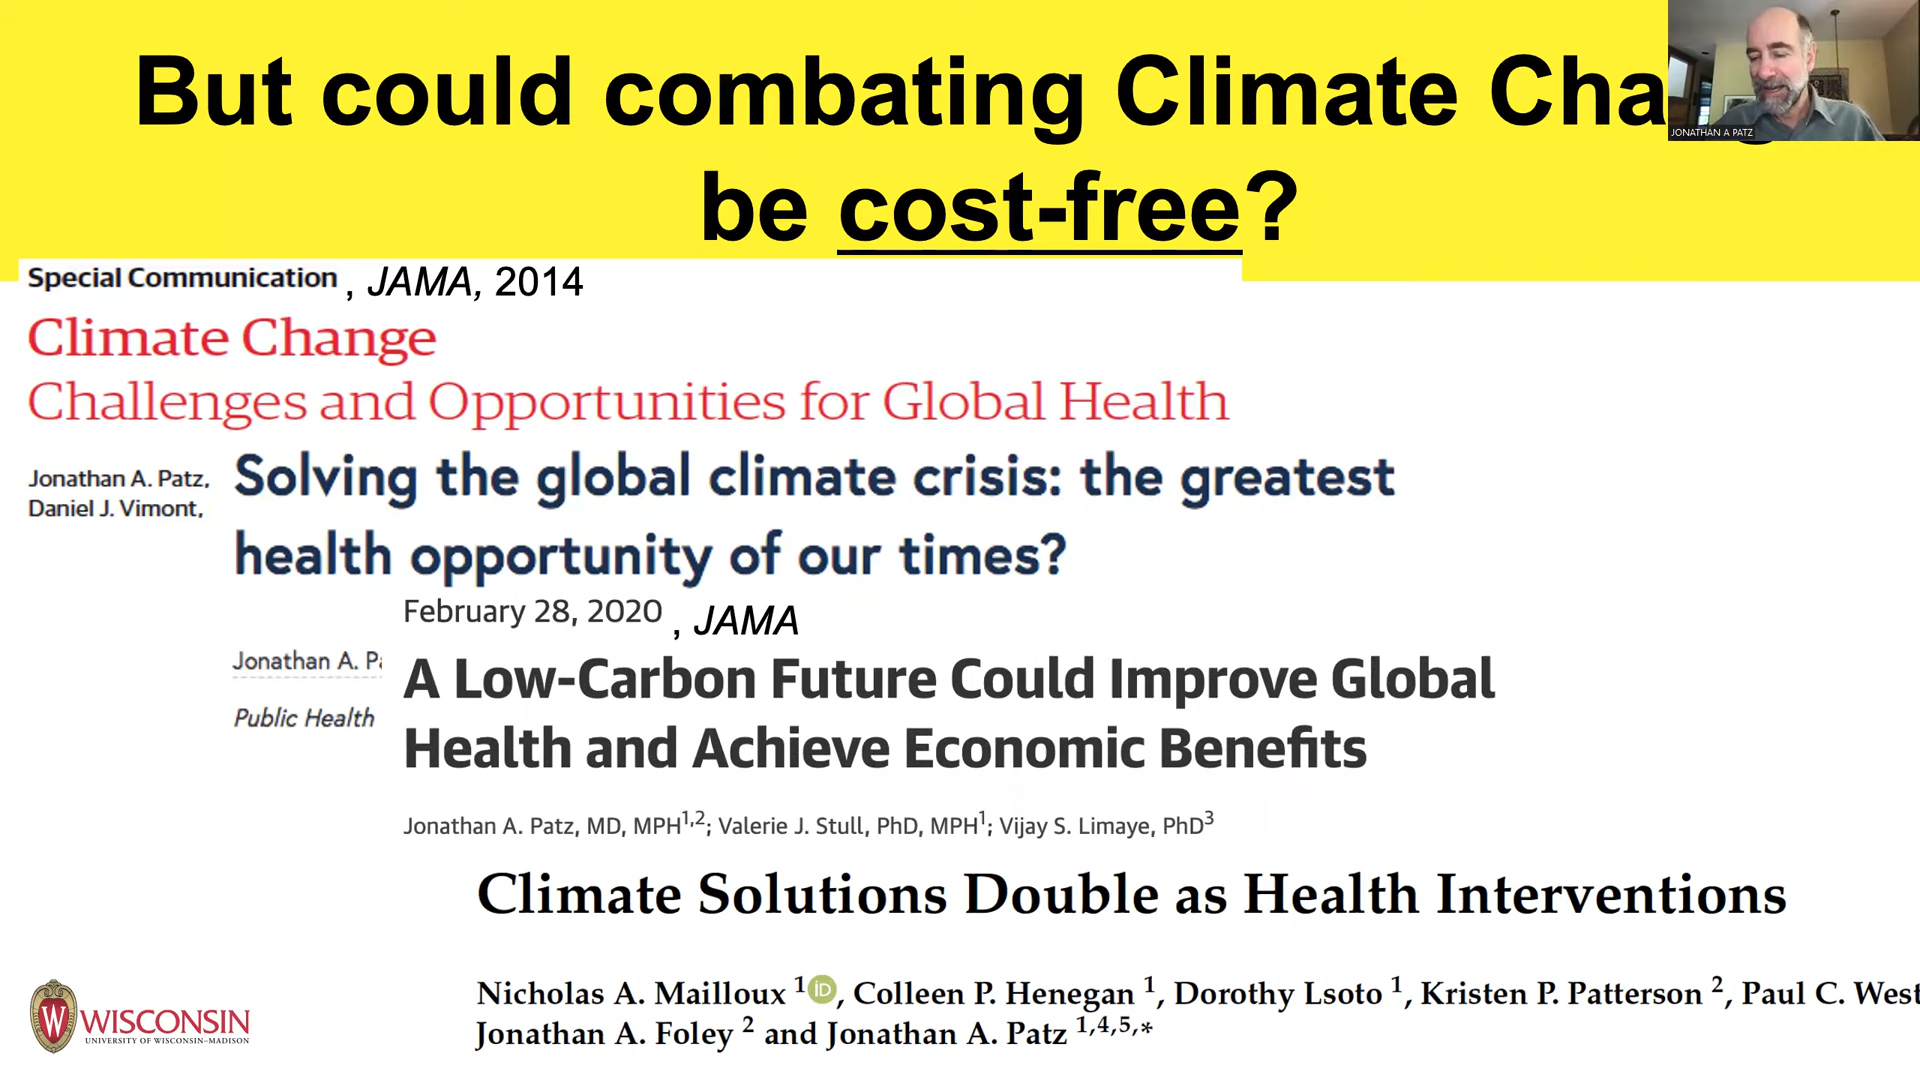 But could combating Climate Cha
be cost-free?
JONATHAN A PATZ
Special Communication , JAMA, 2014
Climate Change
Challenges and Opportunities for Global Health
Jonathan A. Patz,
Daniel J. Vimont,
Solving the global climate crisis: the greatest
health opportunity of our times?
Jonathan A. Pa
Public Health
February 28, 2020 , JAMA
A Low-Carbon Future Could Improve Global
Health and Achieve Economic Benefits
Jonathan A. Patz, MD, MPH1,2; Valerie J. Stull, PhD, MPH1; Vijay S. Limaye, PhD3
Climate Solutions Double as Health Interventions
Nicholas A. Mailloux 1 iD, Colleen P. Henegan 1, Dorothy Lsoto 1, Kristen P. Patterson 2, Paul C. West
Jonathan A. Foley 2 and Jonathan A. Patz 1,4,5,*
W
WISCONSIN
UNIVERSITY OF WISCONSIN–MADISON